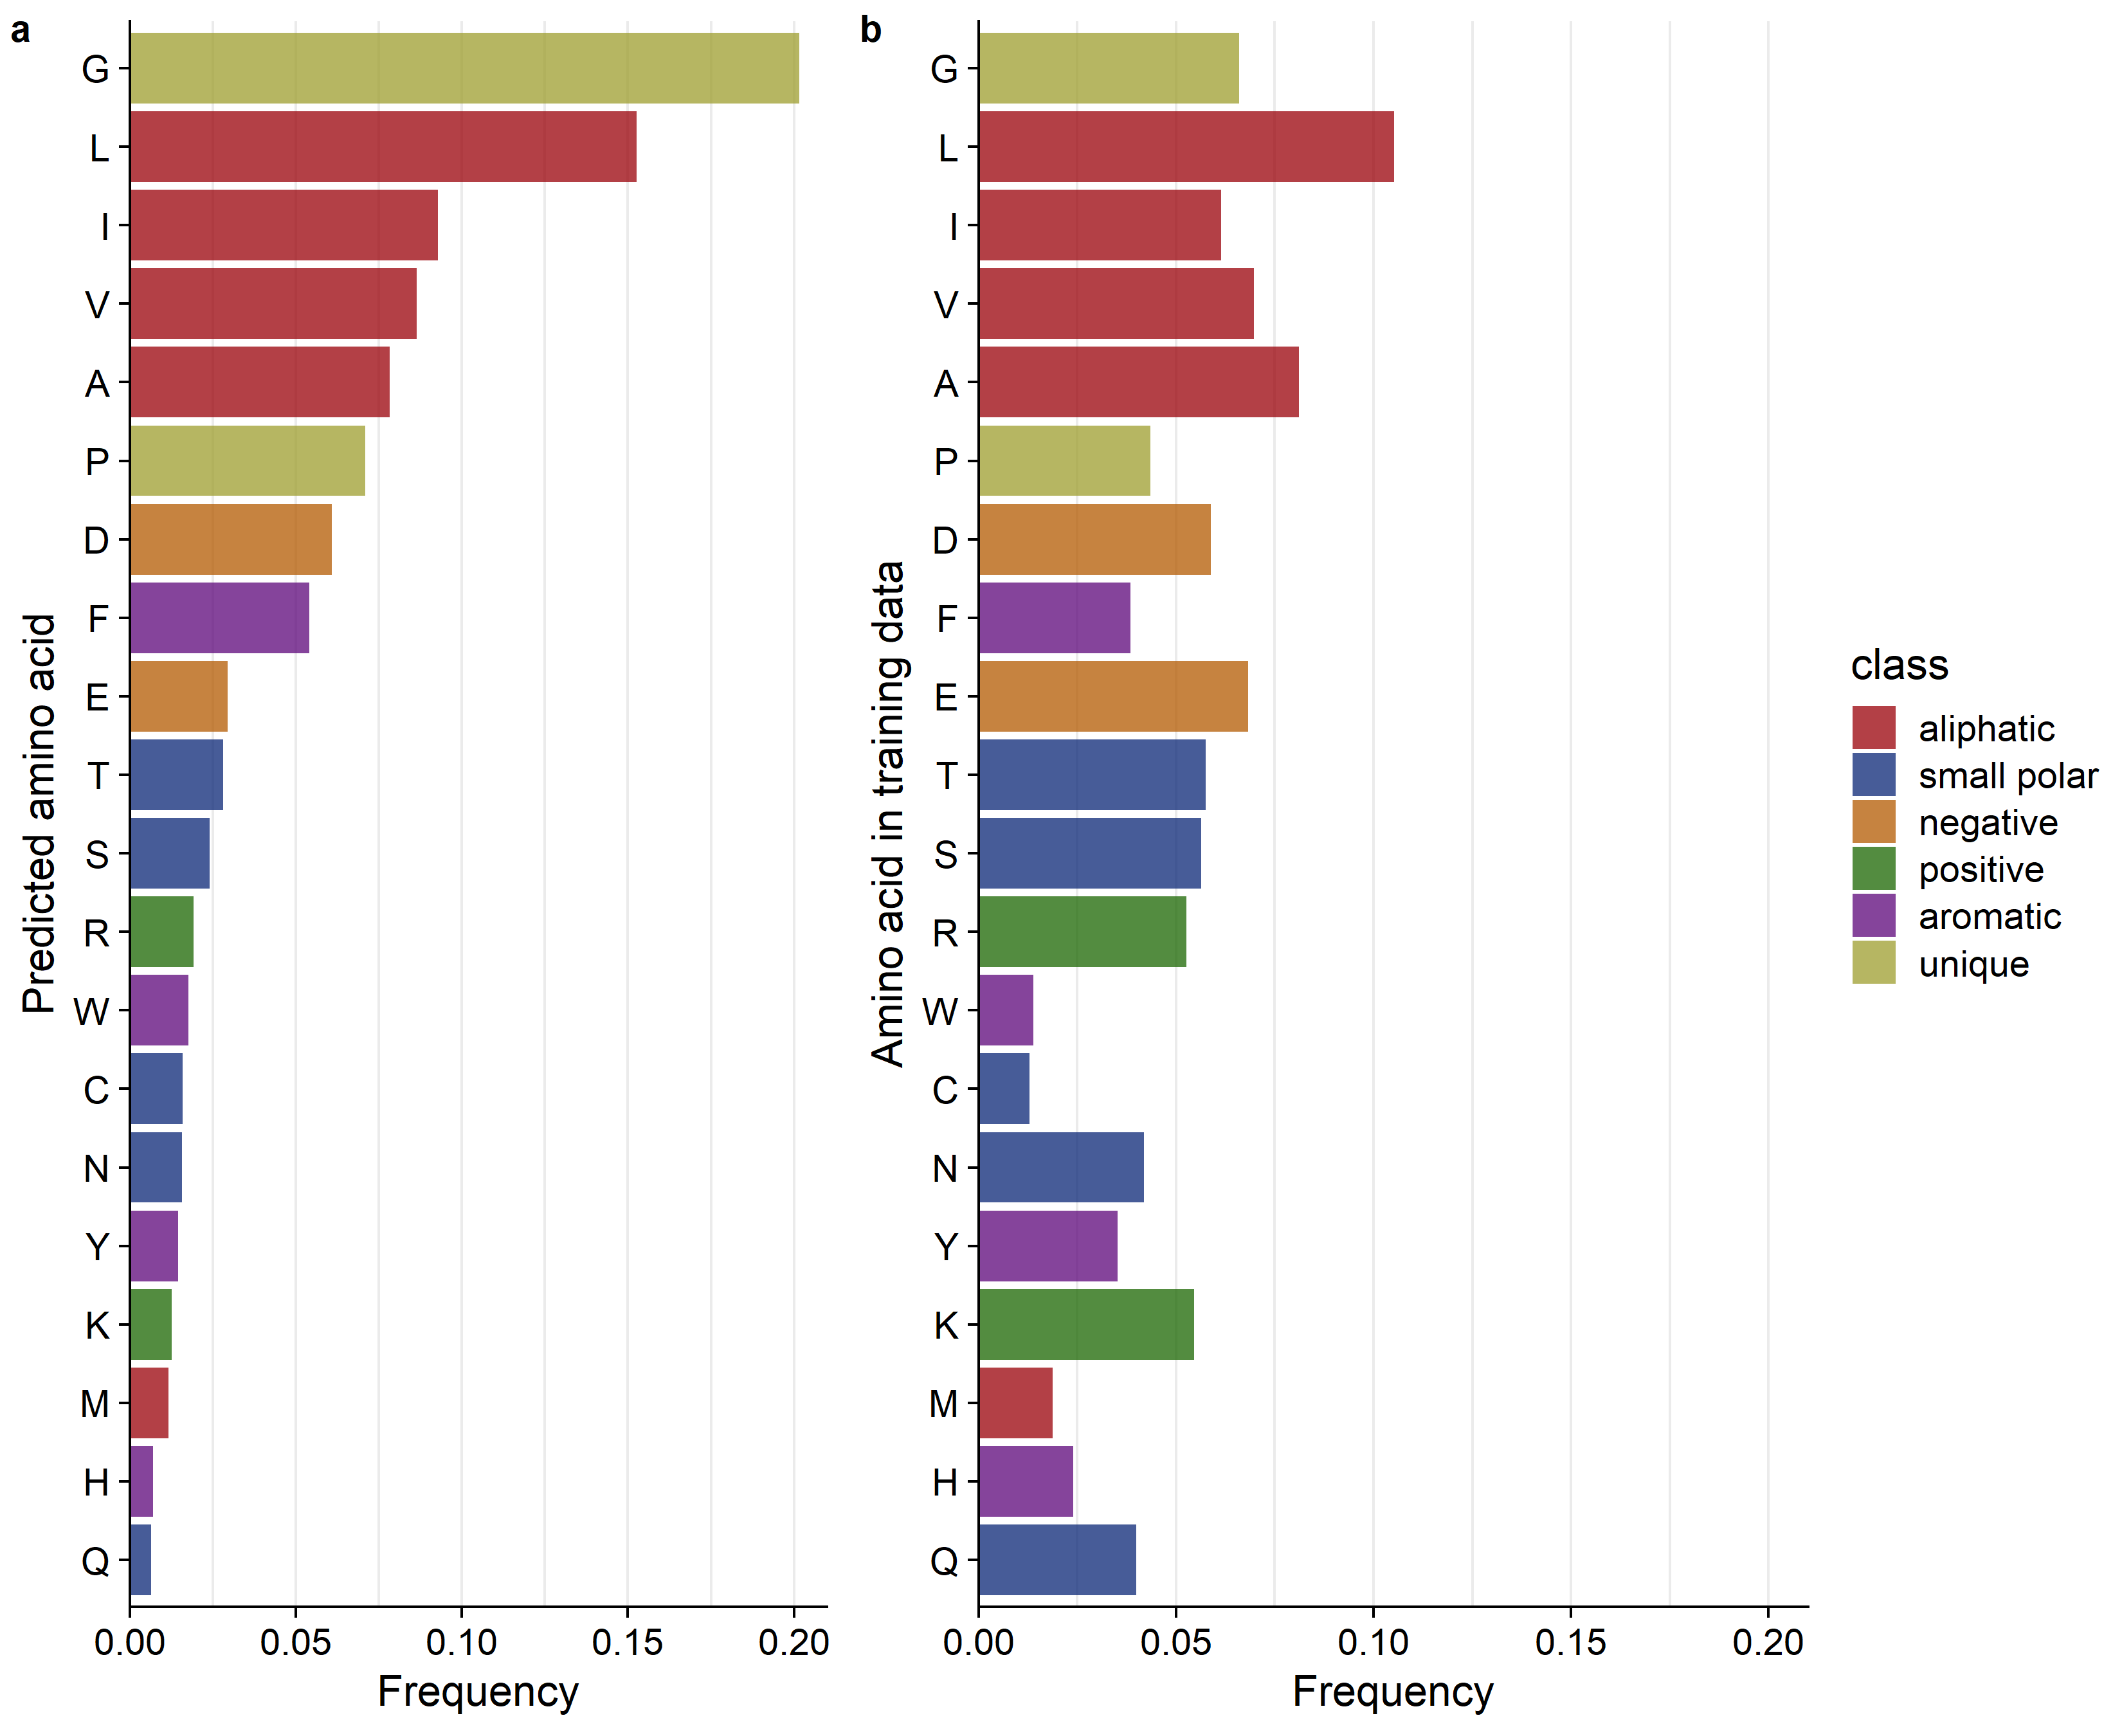 a
Predicted amino acid
G
L
I
V
A
P
D
F
E
T
S
R
W
C
N
Y
K
M
H
Q
0.00 0.05 0.10 0.15 0.20
Frequency
b
Amino acid in training data
G
L
I
V
A
P
D
F
E
T
S
R
W
C
N
Y
K
M
H
Q
0.00 0.05 0.10 0.15 0.20
Frequency
class
aliphatic
small polar
negative
positive
aromatic
unique